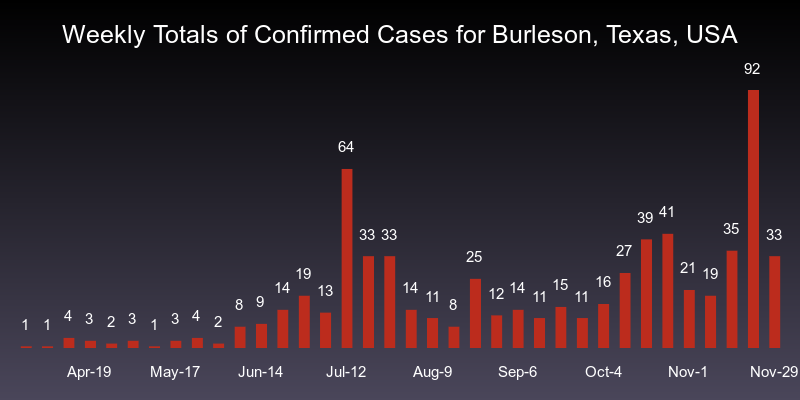 Weekly Totals of Confirmed Cases for Burleson, Texas, USA
1 1 4 3 2 3 1 3 4 2 8 9 14 19 13 64 33 33 14 11 8 25 12 14 11 15 11 16 27 39 41 21 19 35 92 33
Apr-19 May-17 Jun-14 Jul-12 Aug-9 Sep-6 Oct-4 Nov-1 Nov-29